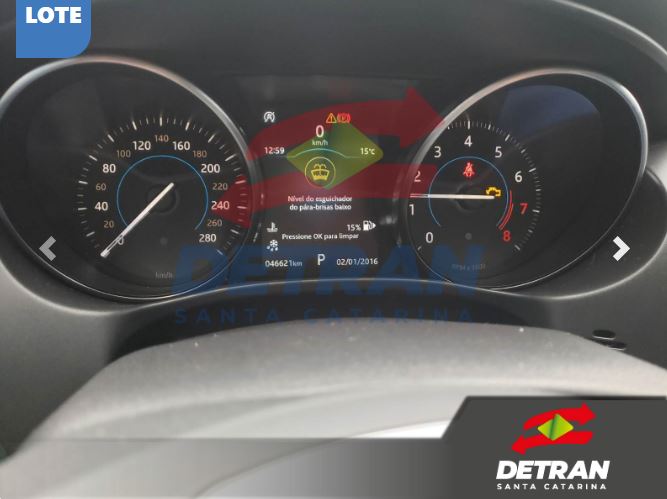 LOTE
0
km/h
12:59
15°C
Nível do esguichador
do pára-brisas baixo
15%
Pressione OK para limpar
046621km
P
02/01/2016
0
20
40
60
80
100
120
140
160
180
200
220
240
260
280
km/h
0
1
2
3
4
5
6
7
8
RPM x 1000
DETRAN
SANTA CATARINA
DETRAN
SANTA CATARINA